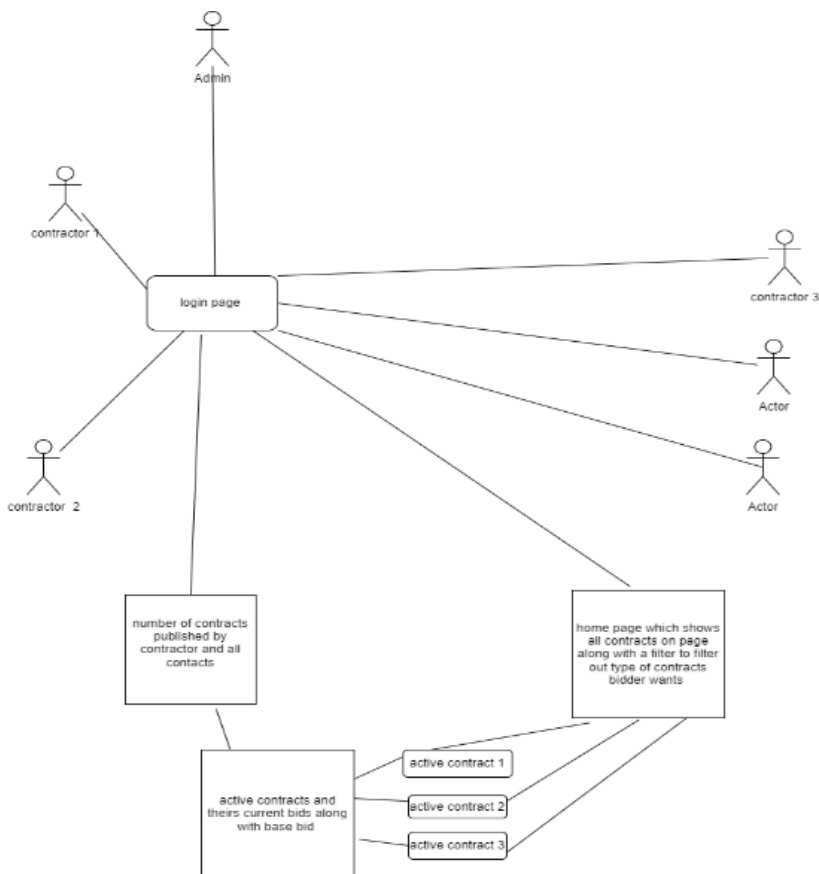 Admin
contractor 1
login page
contractor 3
Actor
contractor  2
Actor
number of contracts
published by
contractor and all
contacts
home page which shows
all contracts on page
along with a filter to filter
out type of contracts
bidder wants
active contract 1
active contracts and
theirs current bids along
with base bid
active contract 2
active contract 3